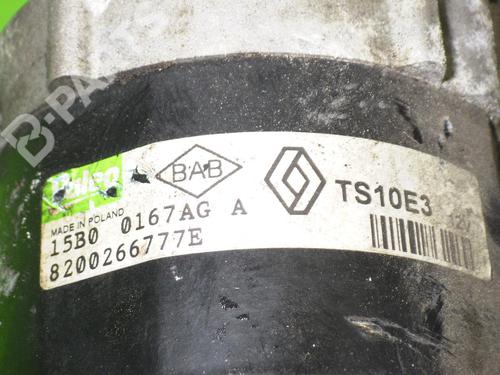 B-PARTS
Valeo
MADE IN POLAND
BAB
TS10E3
15B0 0167AG A
8200266777E